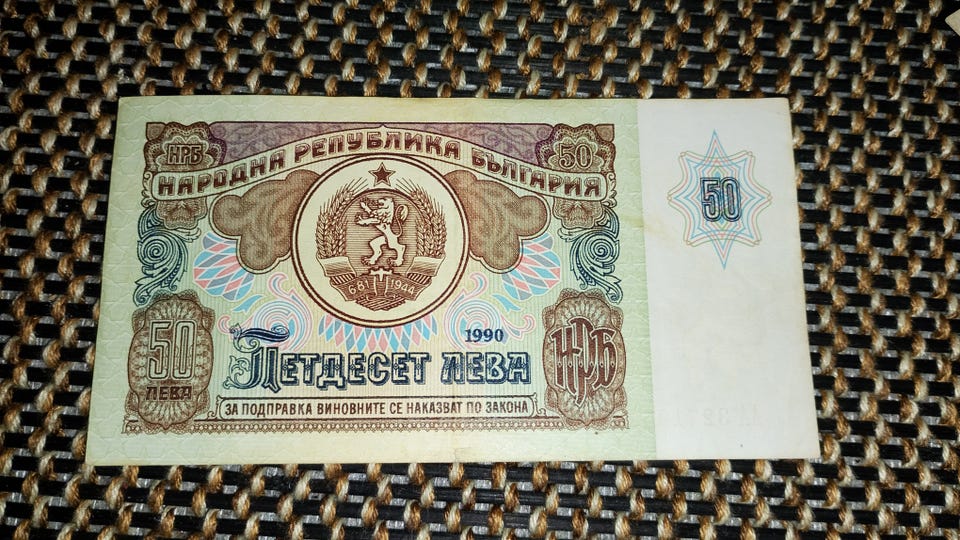 НРБ
50
НАРОДНА РЕПУБЛИКА БЪЛГАРИЯ
50
681 1944
1990
50
ЛЕВА
ПЕТДЕСЕТ ЛЕВА
НРБ
ЗА ПОДПРАВКА ВИНОВНИТЕ СЕ НАКАЗВАТ ПО ЗАКОНА